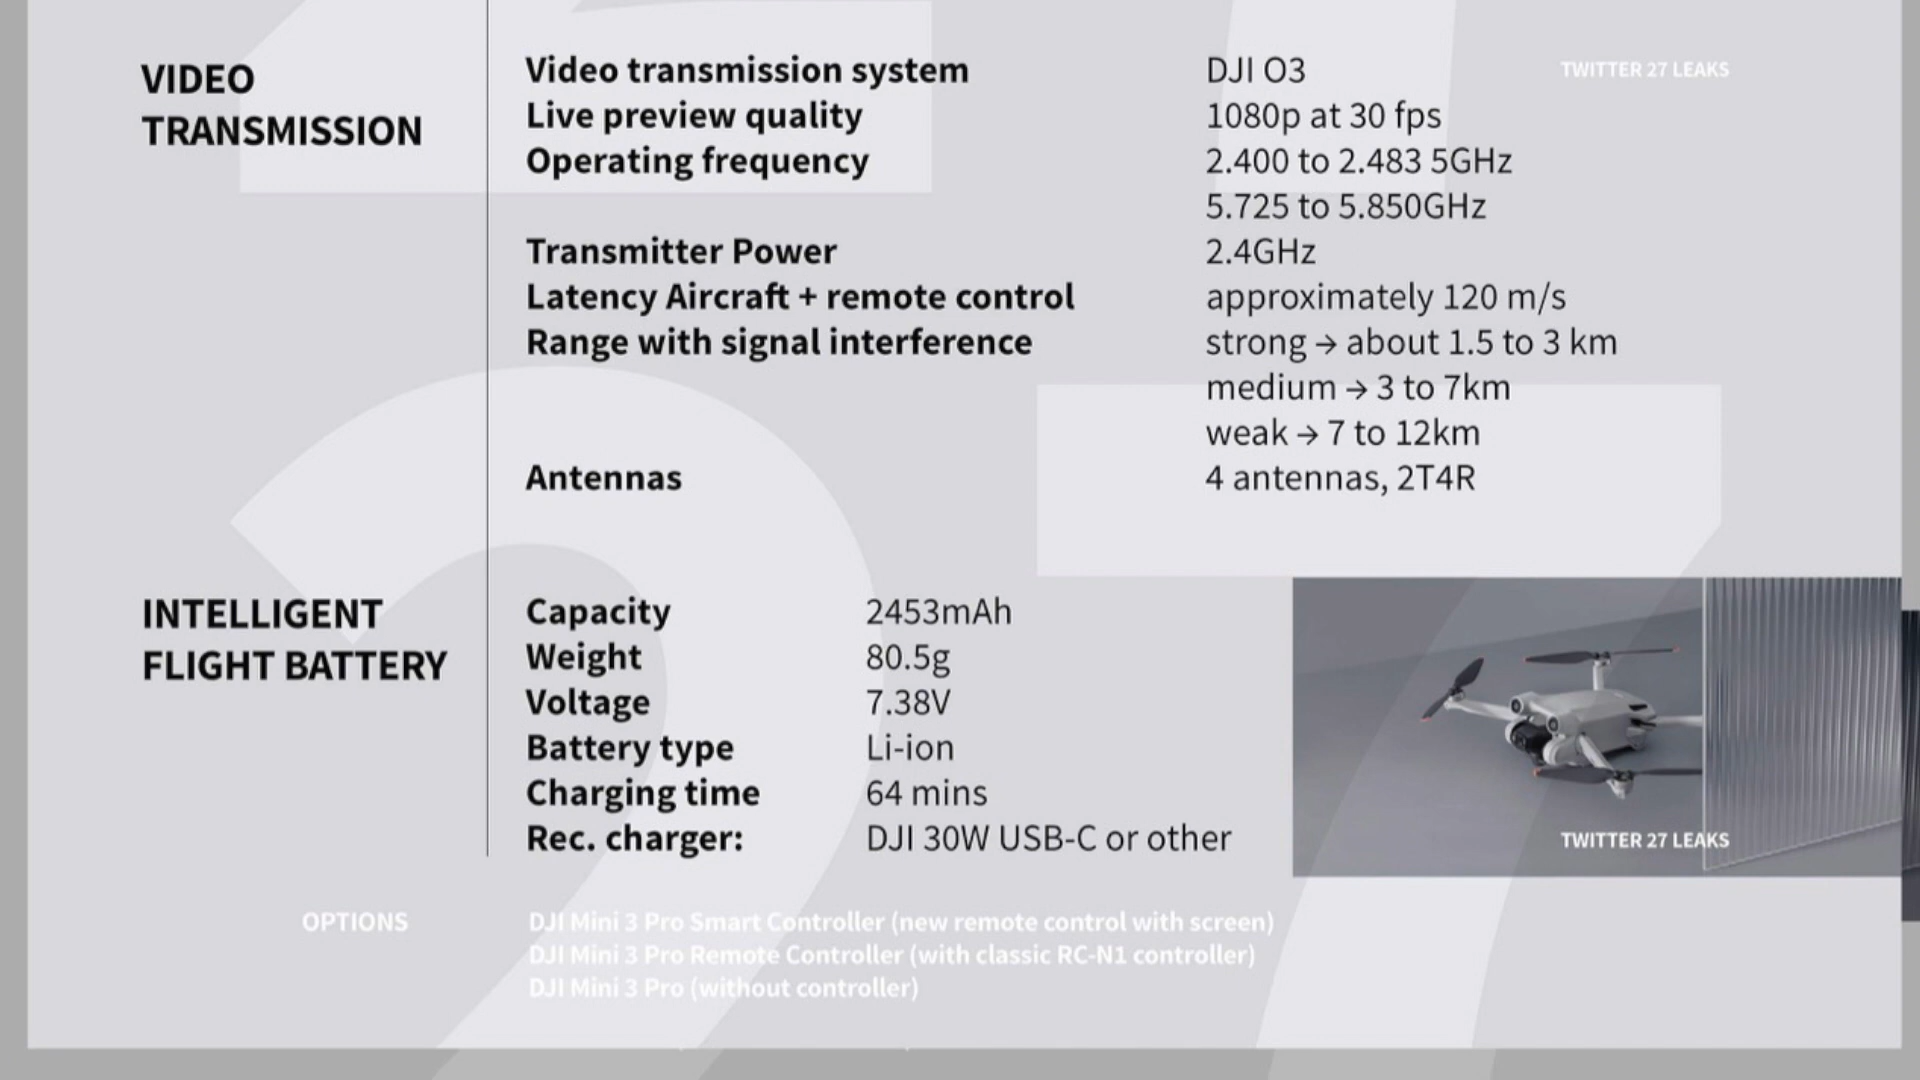 VIDEO
TRANSMISSION
Video transmission system DJI O3
Live preview quality 1080p at 30 fps
Operating frequency 2.400 to 2.483 5GHz
5.725 to 5.850GHz
Transmitter Power 2.4GHz
Latency Aircraft + remote control approximately 120 m/s
Range with signal interference strong → about 1.5 to 3 km
medium → 3 to 7km
weak → 7 to 12km
Antennas 4 antennas, 2T4R
TWITTER 27 LEAKS
INTELLIGENT
FLIGHT BATTERY
Capacity 2453mAh
Weight 80.5g
Voltage 7.38V
Battery type Li-ion
Charging time 64 mins
Rec. charger: DJI 30W USB-C or other
TWITTER 27 LEAKS
OPTIONS
DJI Mini 3 Pro Smart Controller (new remote control with screen)
DJI Mini 3 Pro Remote Controller (with classic RC-N1 controller)
DJI Mini 3 Pro (without controller)
27